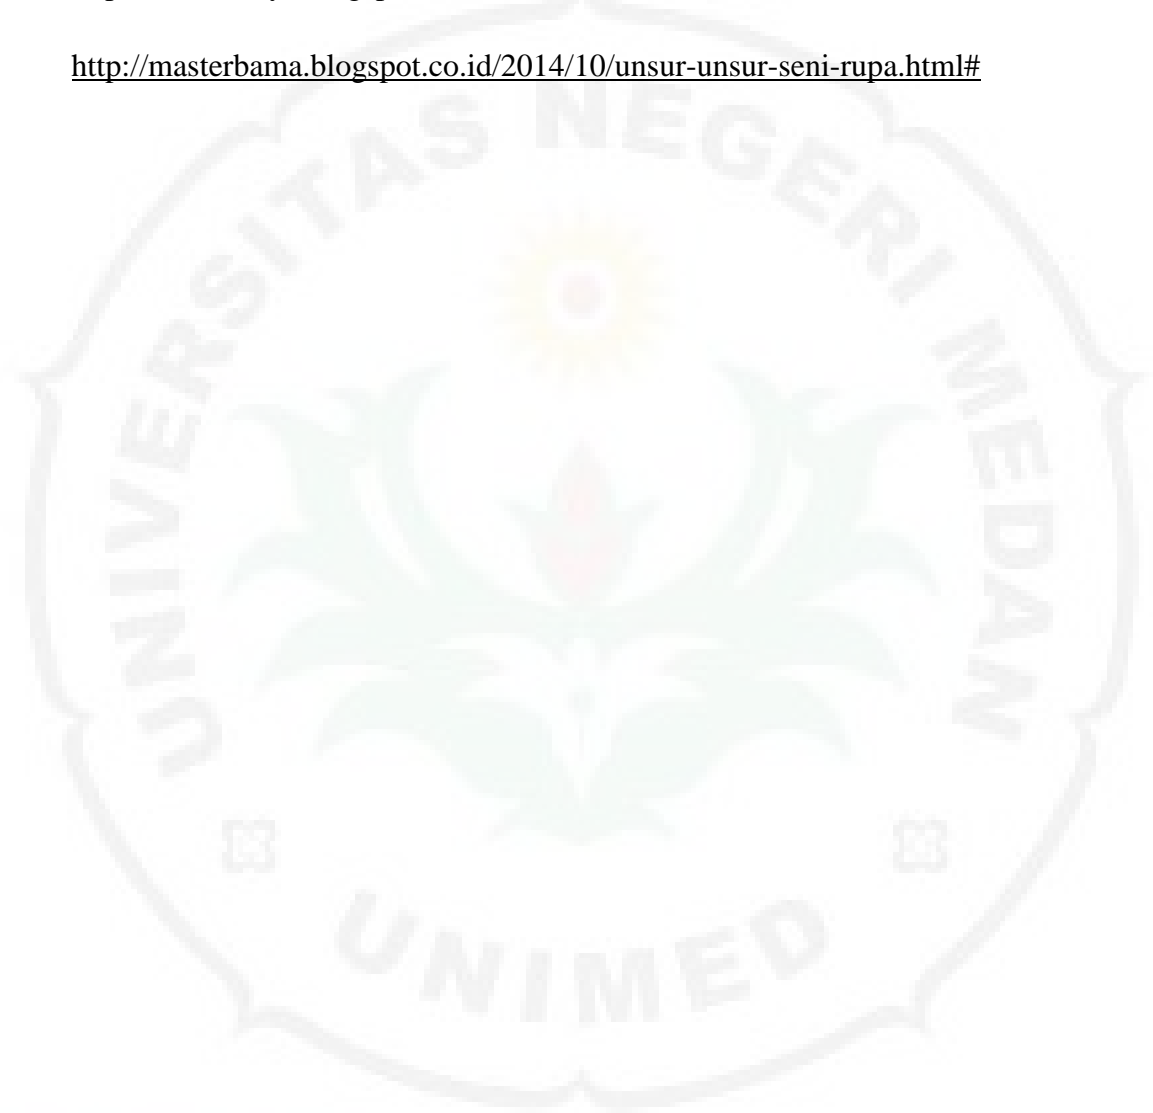 http://masterbama.blogspot.co.id/2014/10/unsur-unsur-seni-rupa.html#
UNIVERSITAS NEGERI MEDAN
UNIMED